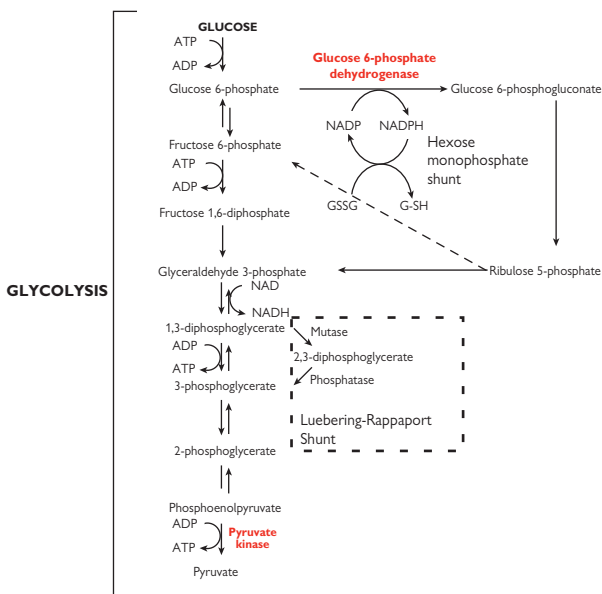 GLUCOSE
ATP
ADP
Glucose 6-phosphate
dehydrogenase
Glucose 6-phosphate
Glucose 6-phosphogluconate
NADP
NADPH
Fructose 6-phosphate
Hexose
monophosphate
shunt
ATP
ADP
GSSG
G-SH
Fructose 1,6-diphosphate
Glyceraldehyde 3-phosphate
Ribulose 5-phosphate
NAD
GLYCOLYSIS
NADH
1,3-diphosphoglycerate
Mutase
ADP
2,3-diphosphoglycerate
ATP
Phosphatase
3-phosphoglycerate
Luebering-Rappaport
Shunt
2-phosphoglycerate
Phosphoenolpyruvate
ADP
Pyruvate
kinase
ATP
Pyruvate